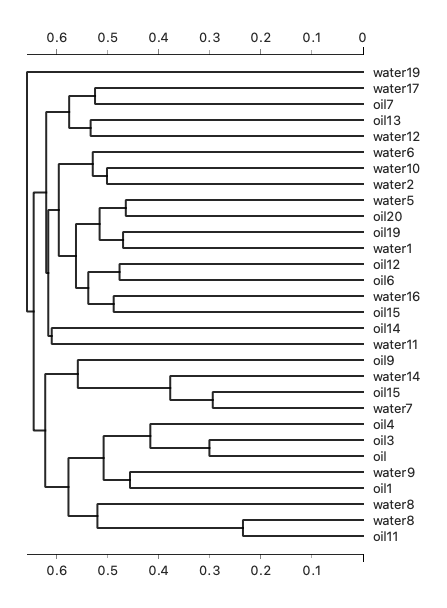 0.6 0.5 0.4 0.3 0.2 0.1 0
water19
water17
oil7
oil13
water12
water6
water10
water2
water5
oil20
oil19
water1
oil12
oil6
water16
oil15
oil14
water11
oil9
water14
oil15
water7
oil4
oil3
oil
water9
oil1
water8
water8
oil11
0.6 0.5 0.4 0.3 0.2 0.1